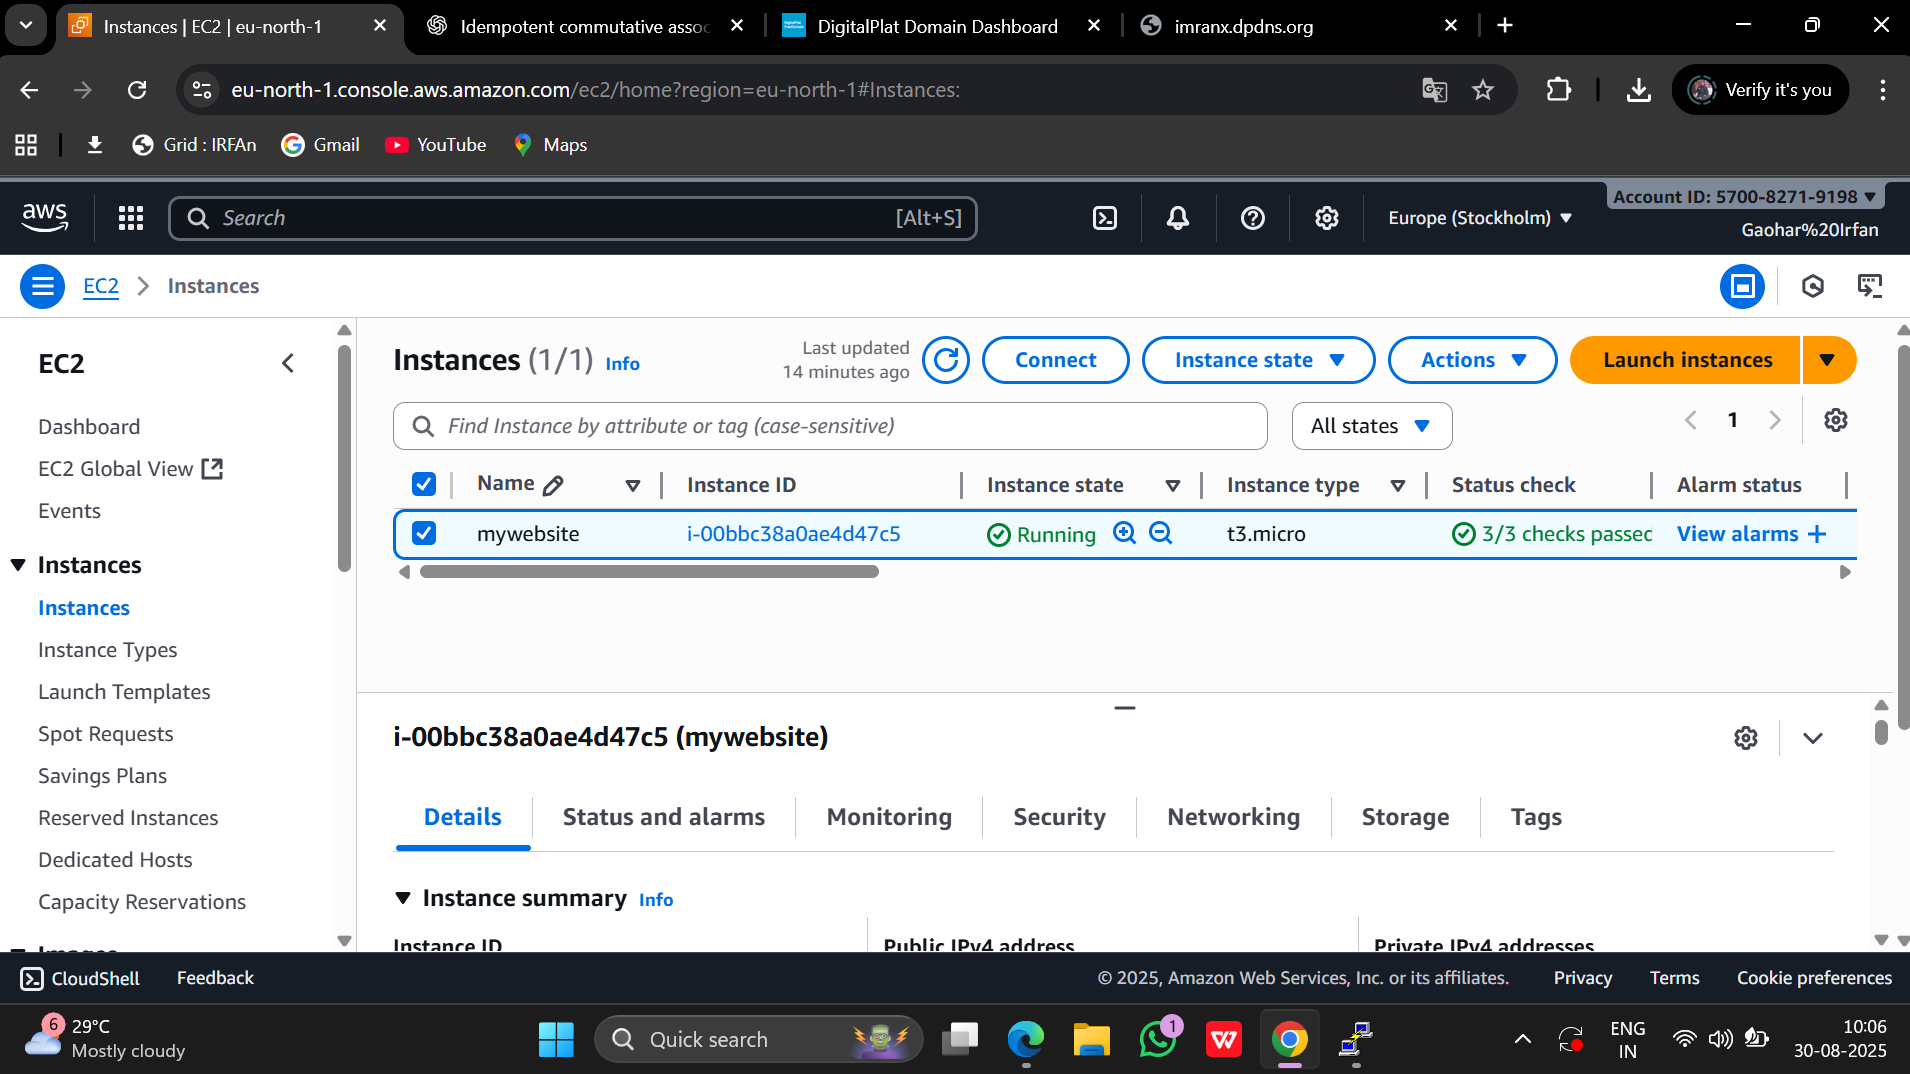 Instances | EC2 | eu-north-1
Idempotent commutative assoc
DigitalPlat Domain Dashboard
imranx.dpdns.org
eu-north-1.console.aws.amazon.com/ec2/home?region=eu-north-1#Instances:
Verify it's you
Grid : IRFAn
Gmail
YouTube
Maps
aws
Search
[Alt+S]
Europe (Stockholm)
Account ID: 5700-8271-9198
Gaohar%20Irfan
EC2
Instances
EC2
Dashboard
EC2 Global View
Events
Instances
Instances
Instance Types
Launch Templates
Spot Requests
Savings Plans
Reserved Instances
Dedicated Hosts
Capacity Reservations
Images
Instances (1/1) Info
Last updated
14 minutes ago
Connect
Instance state
Actions
Launch instances
Find Instance by attribute or tag (case-sensitive)
All states
1
Name
Instance ID
Instance state
Instance type
Status check
Alarm status
mywebsite
i-00bbc38a0ae4d47c5
Running
t3.micro
3/3 checks passed
View alarms +
i-00bbc38a0ae4d47c5 (mywebsite)
Details
Status and alarms
Monitoring
Security
Networking
Storage
Tags
Instance summary Info
Instance ID
Public IPv4 address
Private IPv4 addresses
CloudShell
Feedback
© 2025, Amazon Web Services, Inc. or its affiliates.
Privacy
Terms
Cookie preferences
6
29°C
Mostly cloudy
Quick search
1
W
ENG
IN
10:06
30-08-2025